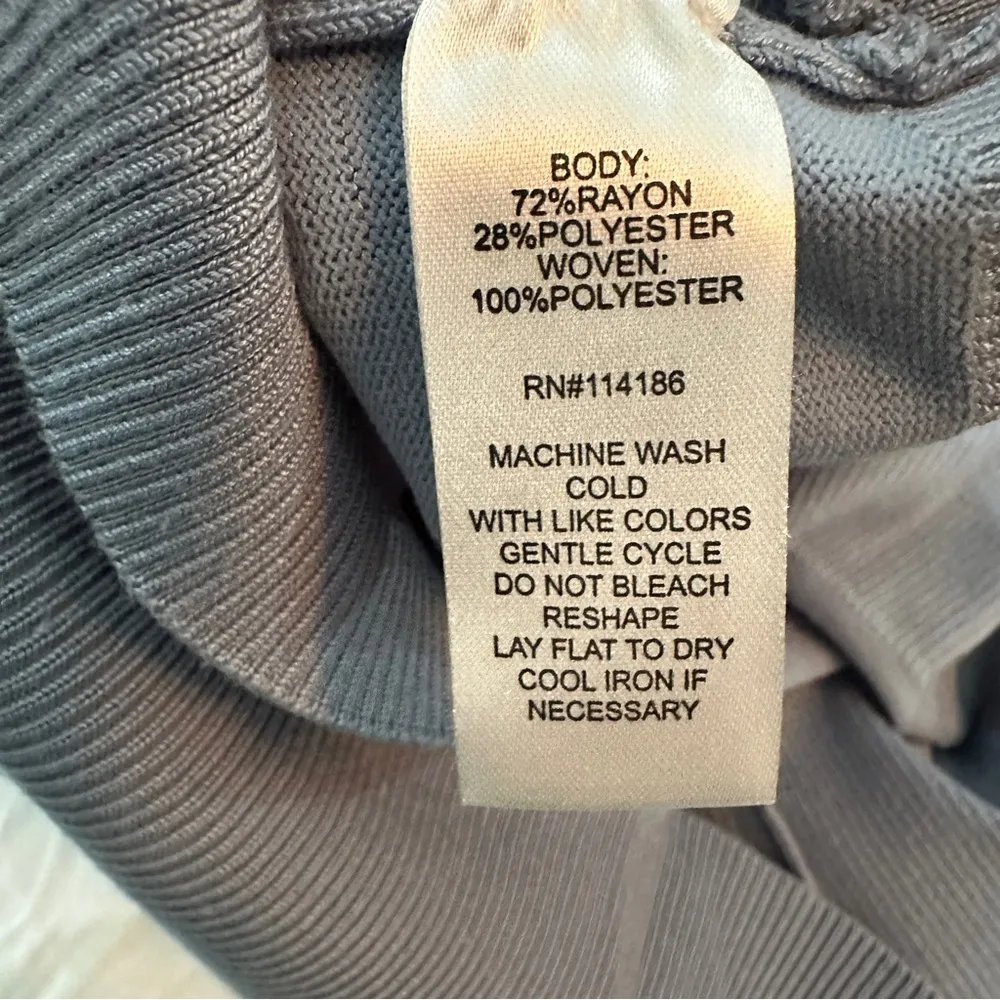 BODY:
72%RAYON
28%POLYESTER
WOVEN:
100%POLYESTER
RN#114186
MACHINE WASH
COLD
WITH LIKE COLORS
GENTLE CYCLE
DO NOT BLEACH
RESHAPE
LAY FLAT TO DRY
COOL IRON IF
NECESSARY